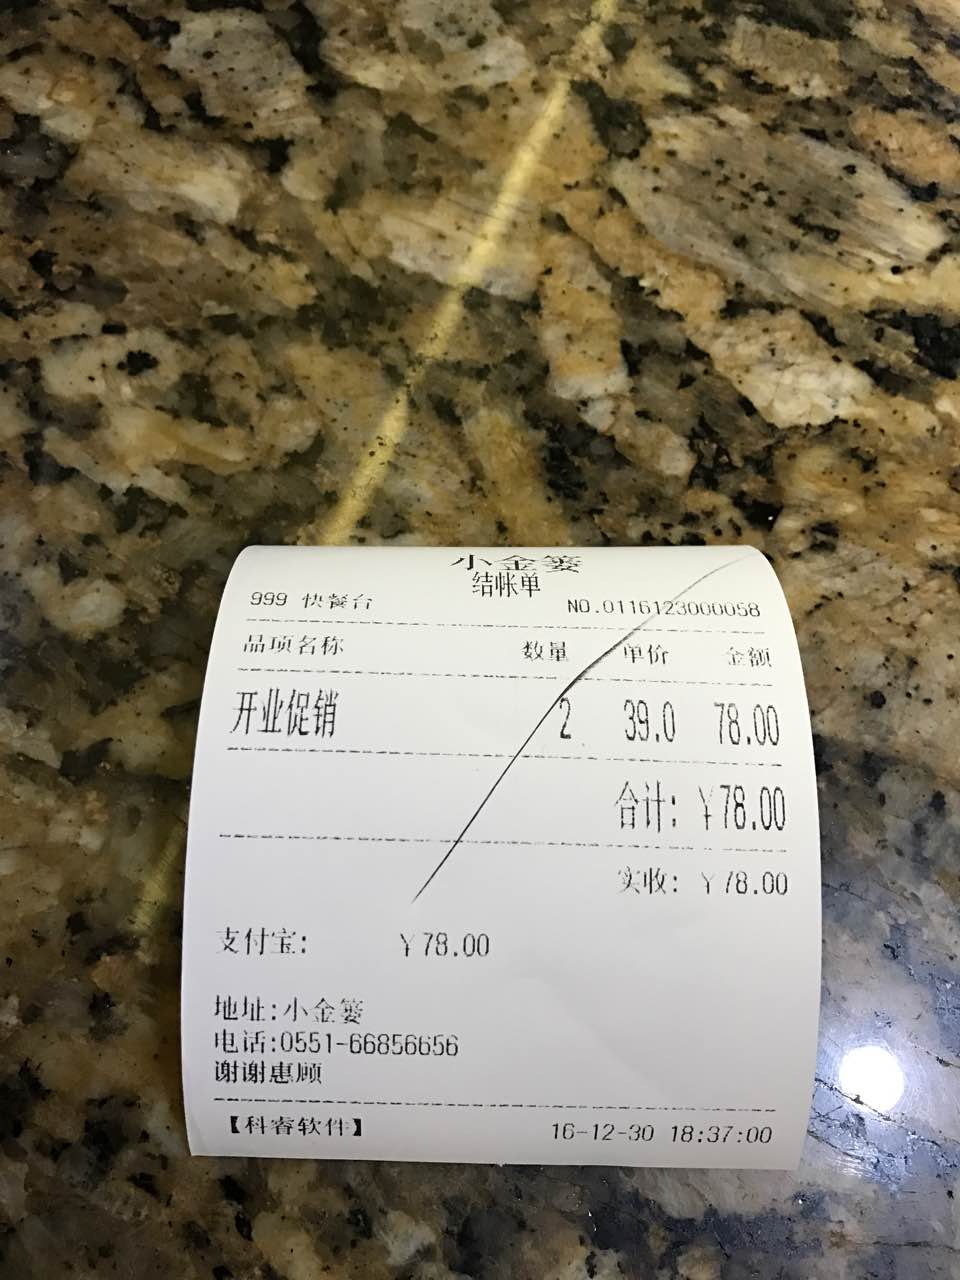 小金篓
结帐单
999 快餐台 NO.0116123000058
品项名称 数量 单价 金额
开业促销 2 39.0 78.00
合计: ¥78.00
实收: ¥78.00
支付宝: ¥78.00
地址:小金篓
电话:0551-66856656
谢谢惠顾
【科睿软件】 16-12-30 18:37:00